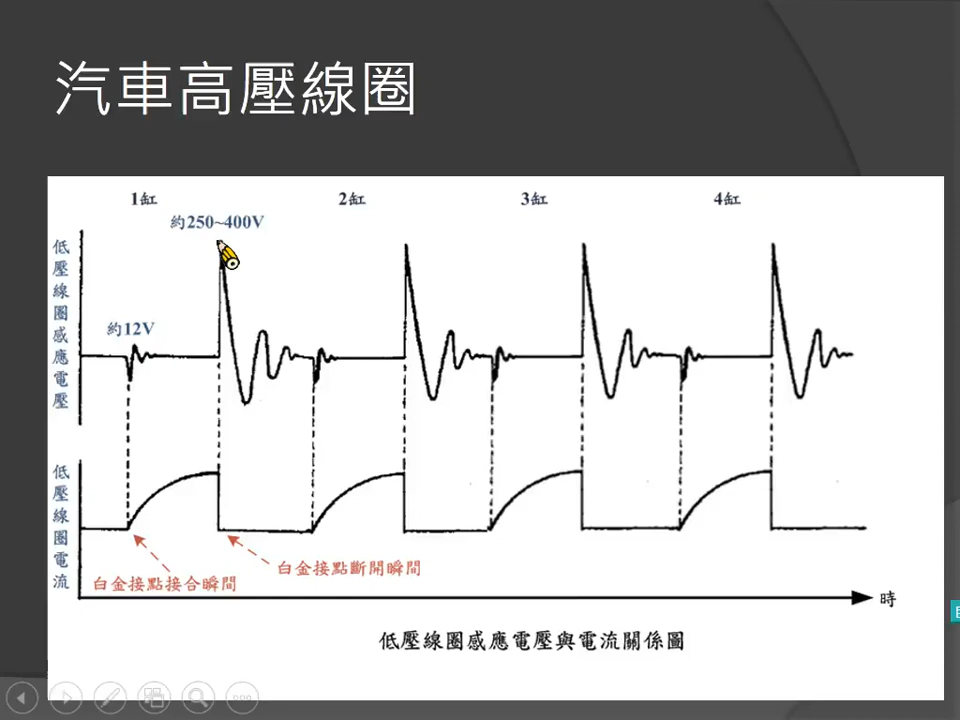 汽車高壓線圈
1缸
2缸
3缸
4缸
約250~400V
低壓線圈感應電壓
約12V
低壓線圈電流
白金接點接合瞬間
白金接點斷開瞬間
時
低壓線圈感應電壓與電流關係圖